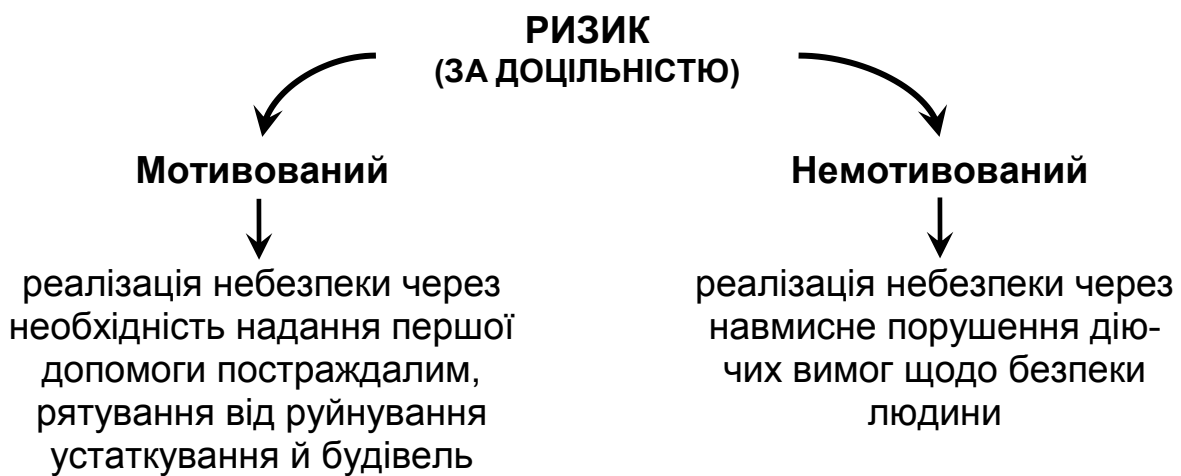 РИЗИК
(ЗА ДОЦІЛЬНІСТЮ)
Мотивований
реалізація небезпеки через
необхідність надання першої
допомоги постраждалим,
рятування від руйнування
устаткування й будівель
Немотивований
реалізація небезпеки через
навмисне порушення дію-
чих вимог щодо безпеки
людини